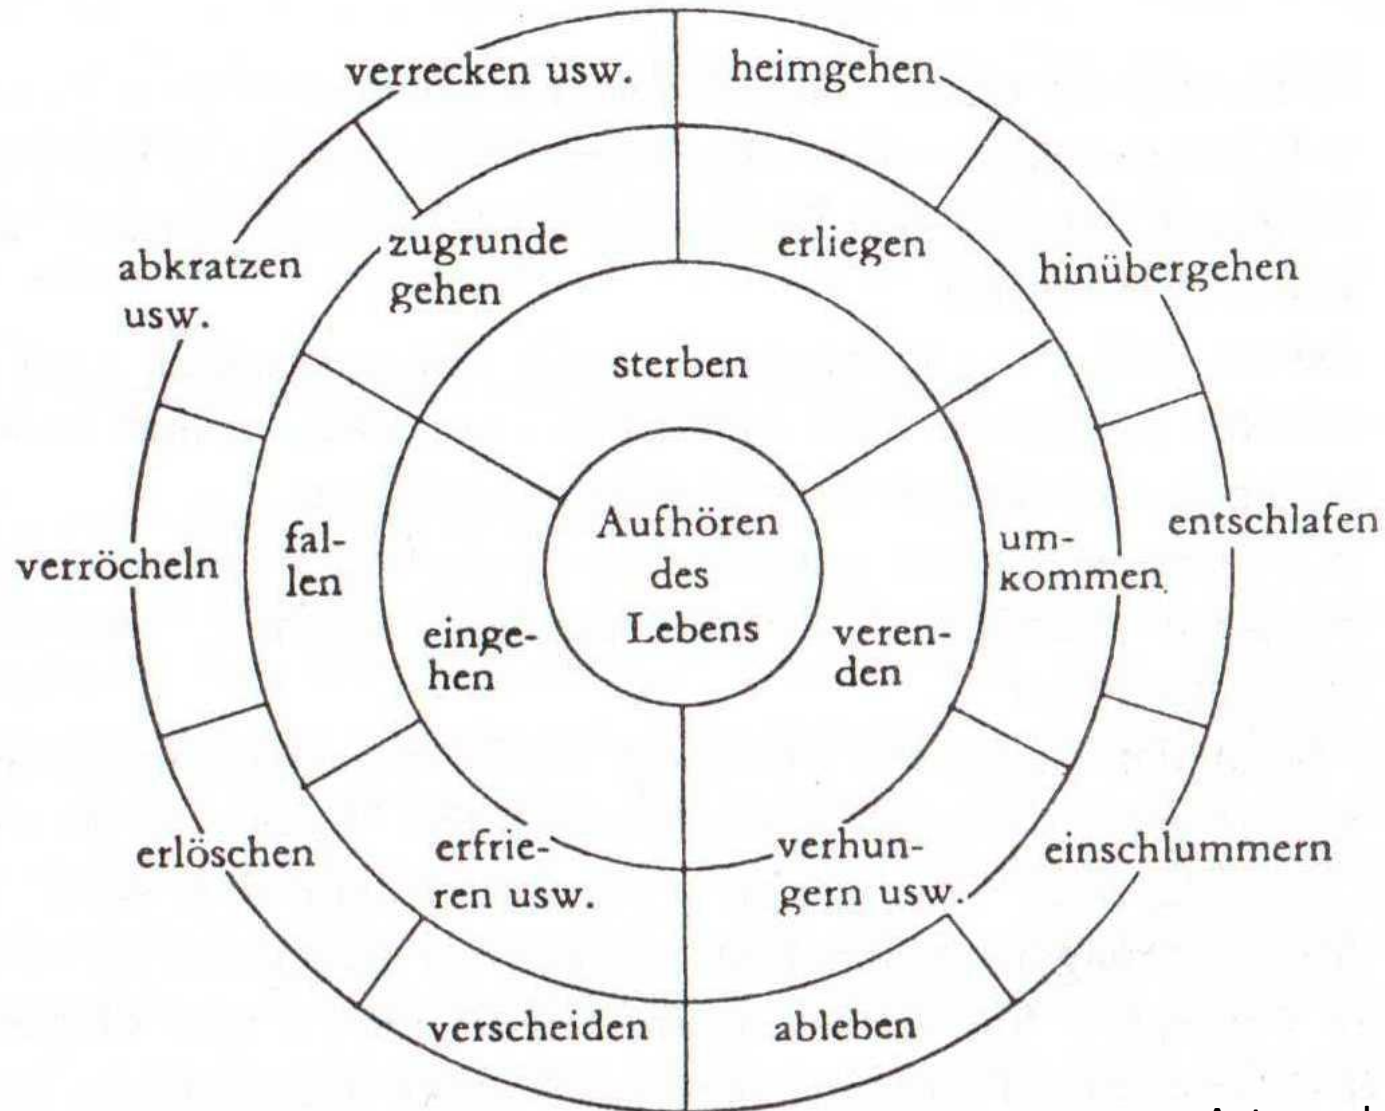 verrecken usw.
heimgehen
zugrunde
gehen
erliegen
abkratzen
usw.
hinübergehen
sterben
Aufhören
des
Lebens
entschlafen
verröcheln
fal-
len
um-
kommen
einge-
hen
veren-
den
erlöschen
erfrie-
ren usw.
verhun-
gern usw.
einschlummern
verscheiden
ableben